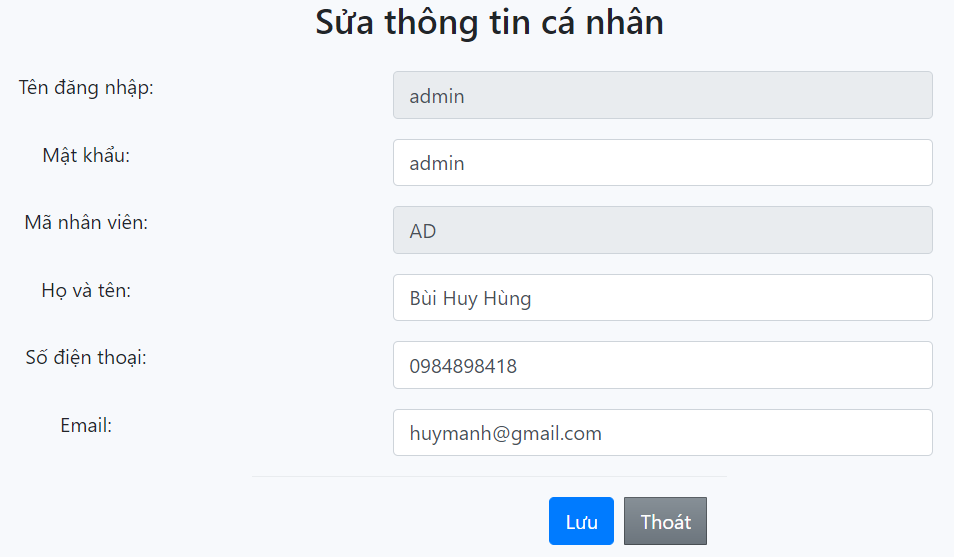 Sửa thông tin cá nhân
Tên đăng nhập: admin
Mật khẩu: admin
Mã nhân viên: AD
Họ và tên: Bùi Huy Hùng
Số điện thoại: 0984898418
Email: huymanh@gmail.com
Lưu Thoát